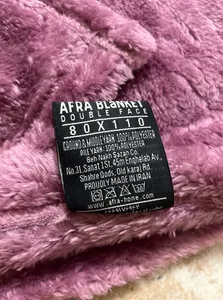 AFRA BLANKET
DOUBLE FACE
80X110
GROUND & MIDDLE YARN: 100% POLYESTER
PILE YARN: 100% POLYESTER
Beh Nakh Sazan Co.
No.31, Sanat 1 St, 45m Enghelab Av,
Shahre Qods, Old karaj Rd.
PROUDLY MADE IN IRAN
www.afra-home.com